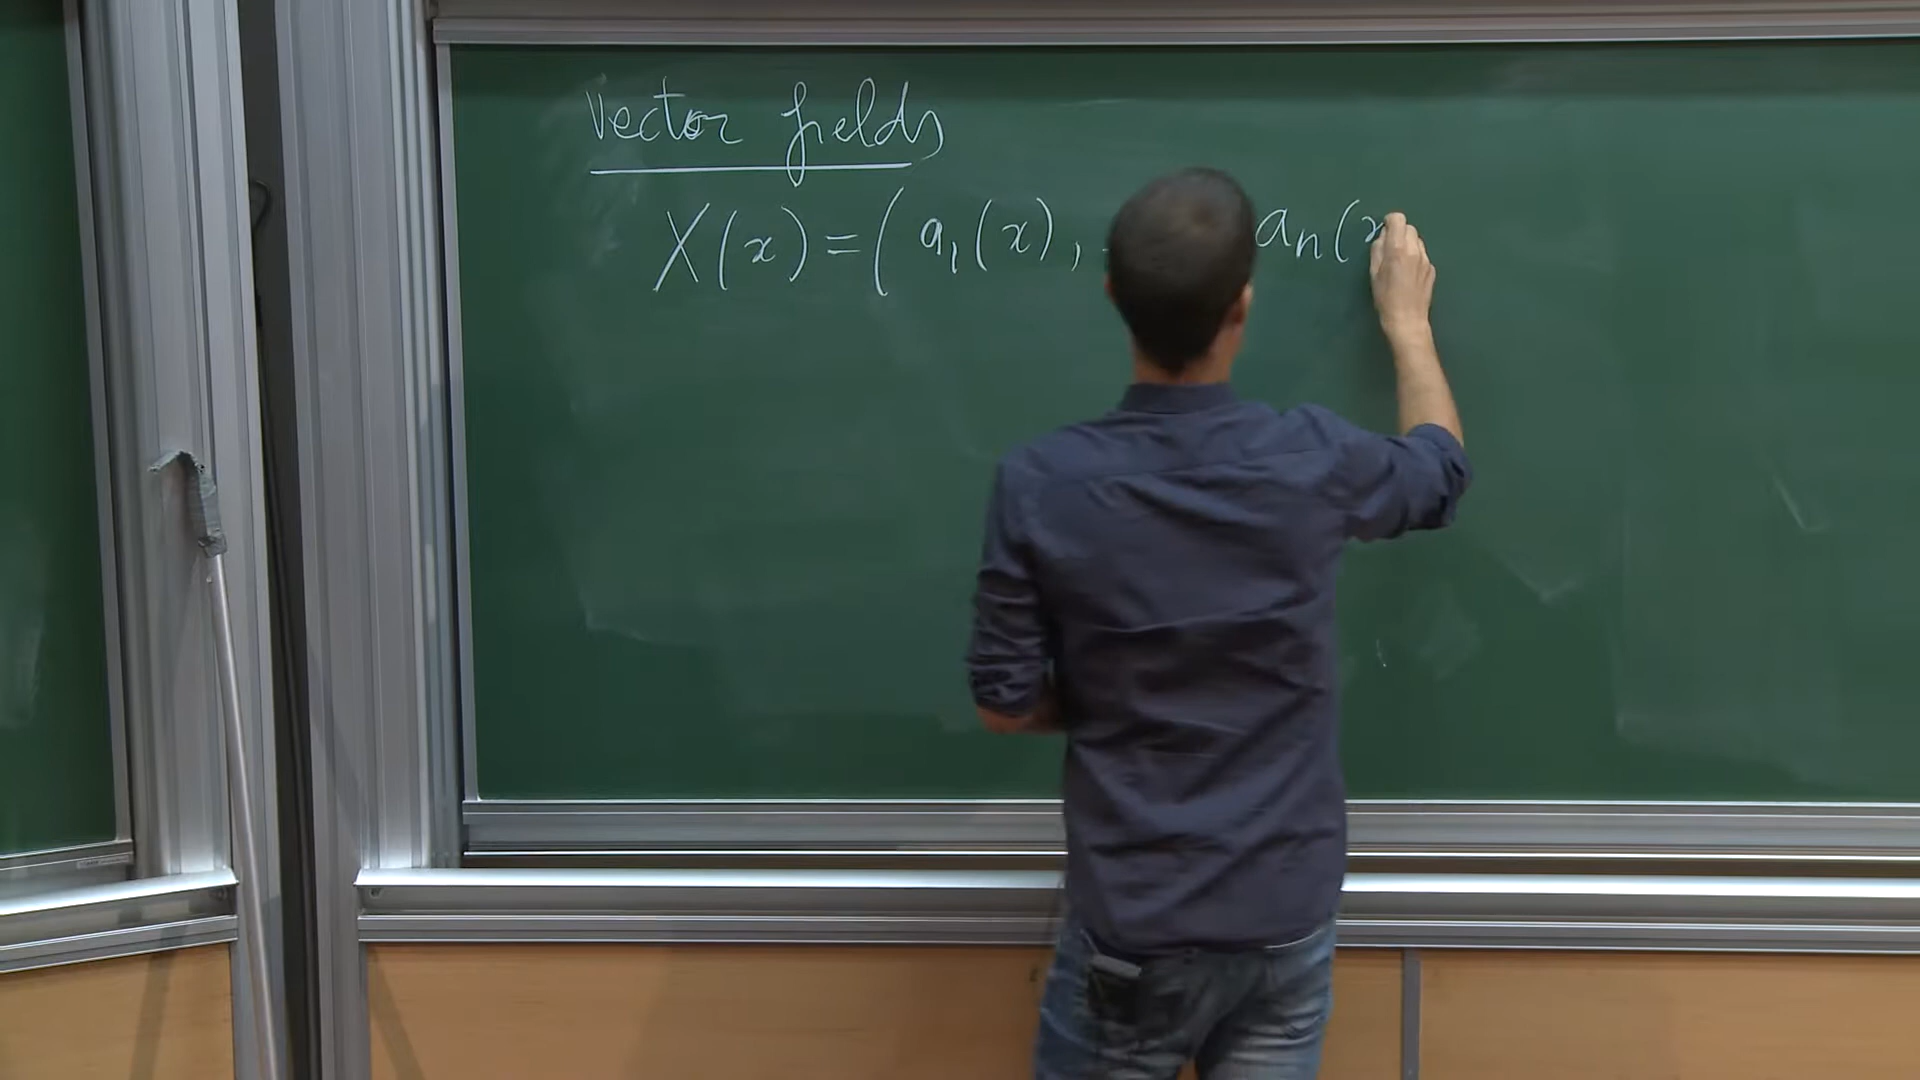 Vector fields
X(x) = ( a₁(x), aₙ(x